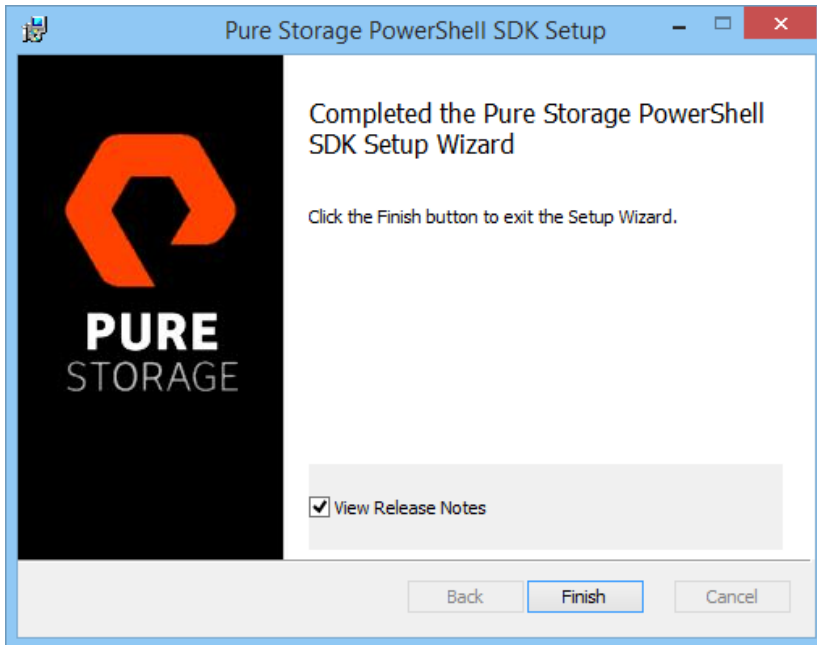 Pure Storage PowerShell SDK Setup
Completed the Pure Storage PowerShell
SDK Setup Wizard
Click the Finish button to exit the Setup Wizard.
PURE
STORAGE
View Release Notes
Back
Finish
Cancel